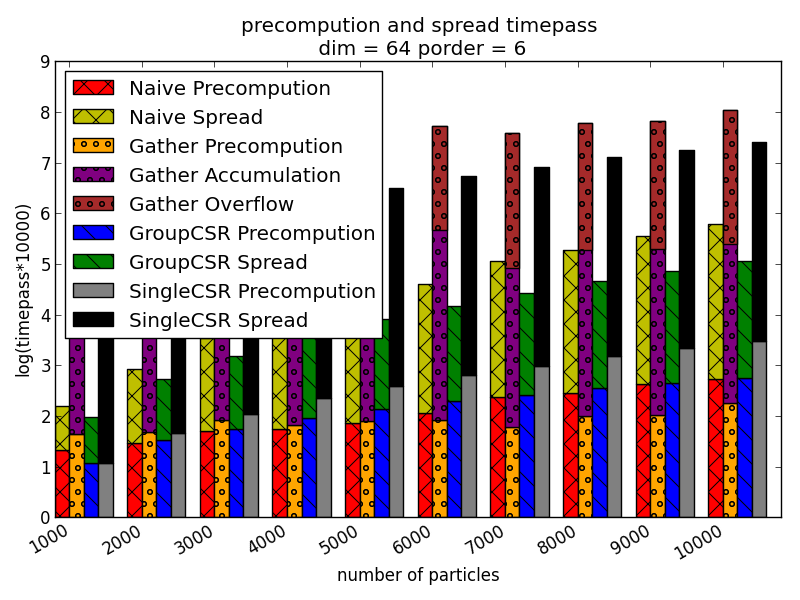 precompution and spread timepass
dim = 64 porder = 6
log(timepass*10000)
9
8
7
6
5
4
3
2
1
0
Naive Precompution
Naive Spread
Gather Precompution
Gather Accumulation
Gather Overflow
GroupCSR Precompution
GroupCSR Spread
SingleCSR Precompution
SingleCSR Spread
1000 2000 3000 4000 5000 6000 7000 8000 9000 10000
number of particles